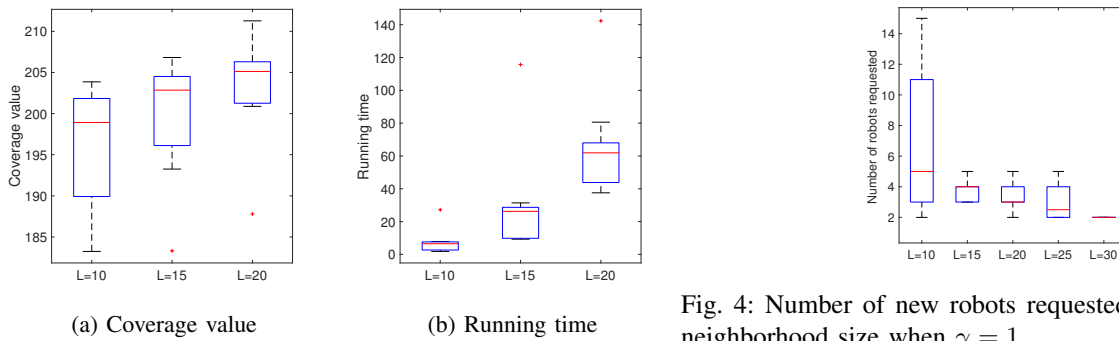 210
205
200
195
190
185
Coverage value
L=10 L=15 L=20
(a) Coverage value
140
120
100
80
60
40
20
0
Running time
L=10 L=15 L=20
(b) Running time
14
12
10
8
6
4
2
Number of robots requested
L=10 L=15 L=20 L=25 L=30
Fig. 4: Number of new robots requested
neighborhood size when γ = 1